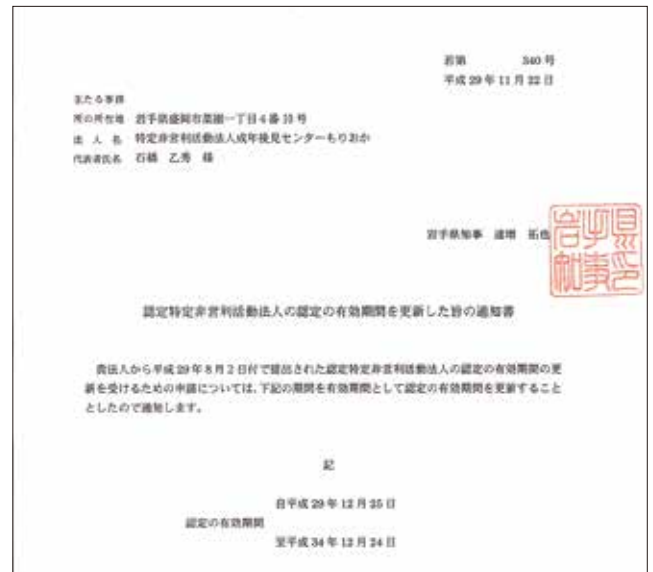 若第 340号
平成29年11月22日
主たる事務
所の所在地 岩手県盛岡市菜園一丁目4番10号
法人名 特定非営利活動法人成年後見センターもりおか
代表者氏名 石橋 乙秀 様
岩手県知事 達増 拓也
認定特定非営利活動法人の認定の有効期間を更新した旨の通知書
貴法人から平成29年8月2日付で提出された認定特定非営利活動法人の認定の有効期間の更
新を受けるための申請については、下記の期間を有効期間として認定の有効期間を更新すること
としたので通知します。
記
自平成29年12月25日
認定の有効期間
至平成34年12月24日